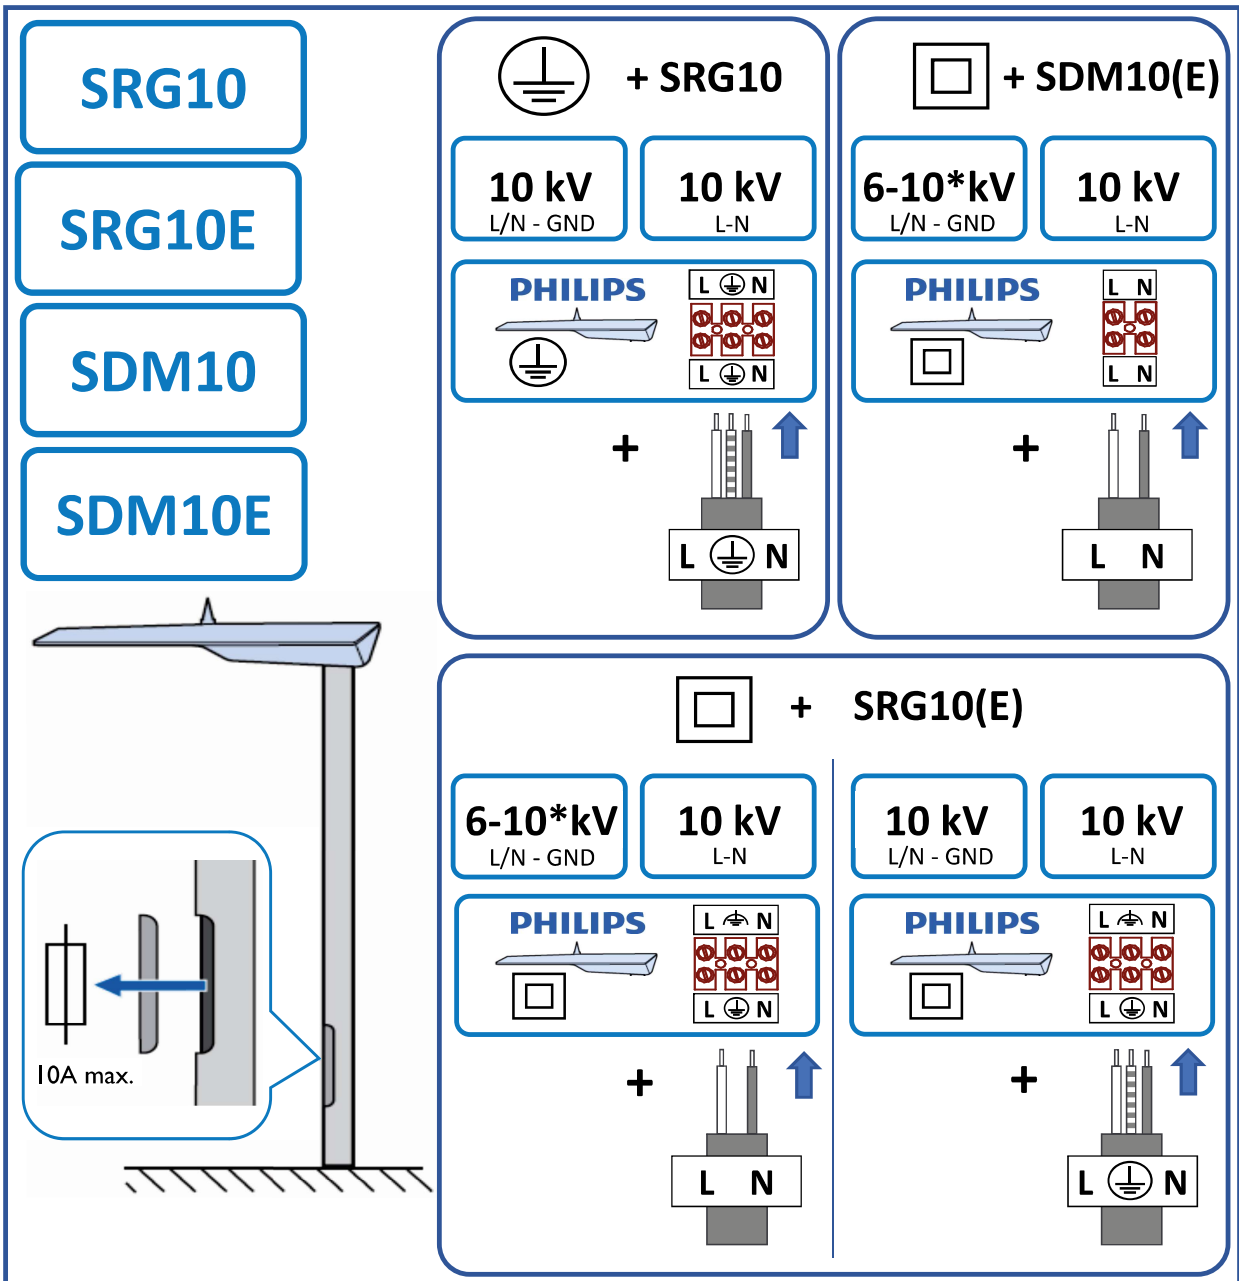 SRG10
SRG10E
SDM10
SDM10E
10A max.
+ SRG10
10 kV
L/N - GND
10 kV
L-N
PHILIPS
L N
L N
+
L N
+ SDM10(E)
6-10*kV
L/N - GND
10 kV
L-N
PHILIPS
L N
L N
+
L N
+ SRG10(E)
6-10*kV
L/N - GND
10 kV
L-N
PHILIPS
L N
L N
+
L N
10 kV
L/N - GND
10 kV
L-N
PHILIPS
L N
L N
+
L N